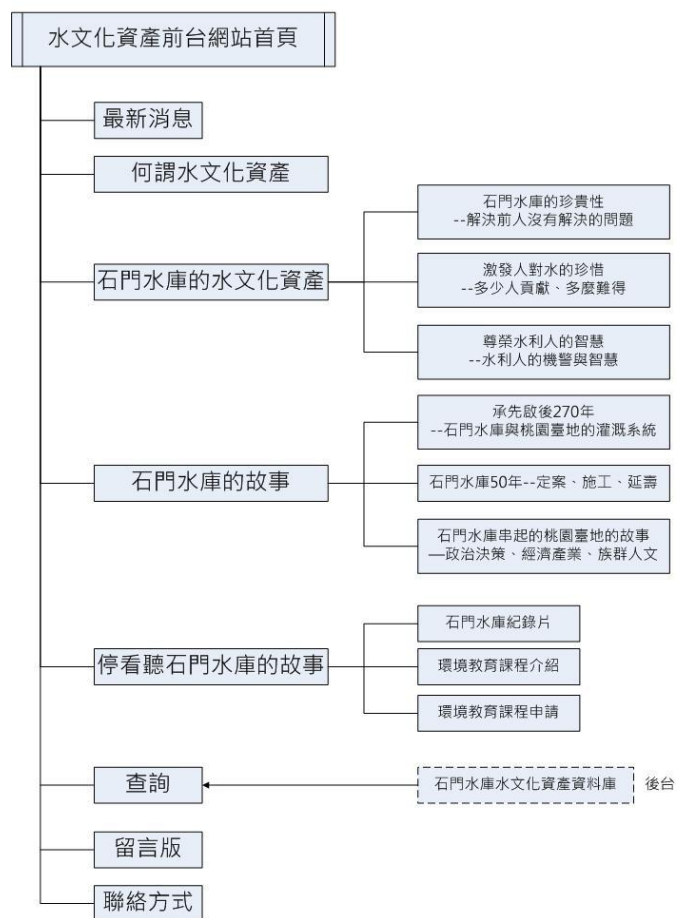 水文化資產前台網站首頁
最新消息
何謂水文化資產
石門水庫的水文化資產
石門水庫的珍貴性
--解決前人沒有解決的問題
激發人對水的珍惜
--多少人貢獻、多麼難得
尊榮水利人的智慧
--水利人的機警與智慧
石門水庫的故事
承先啟後270年
--石門水庫與桃園臺地的灌溉系統
石門水庫50年--定案、施工、延壽
石門水庫串起的桃園臺地的故事
—政治決策、經濟產業、族群人文
停看聽石門水庫的故事
石門水庫紀錄片
環境教育課程介紹
環境教育課程申請
查詢
石門水庫水文化資產資料庫
後台
留言版
聯絡方式